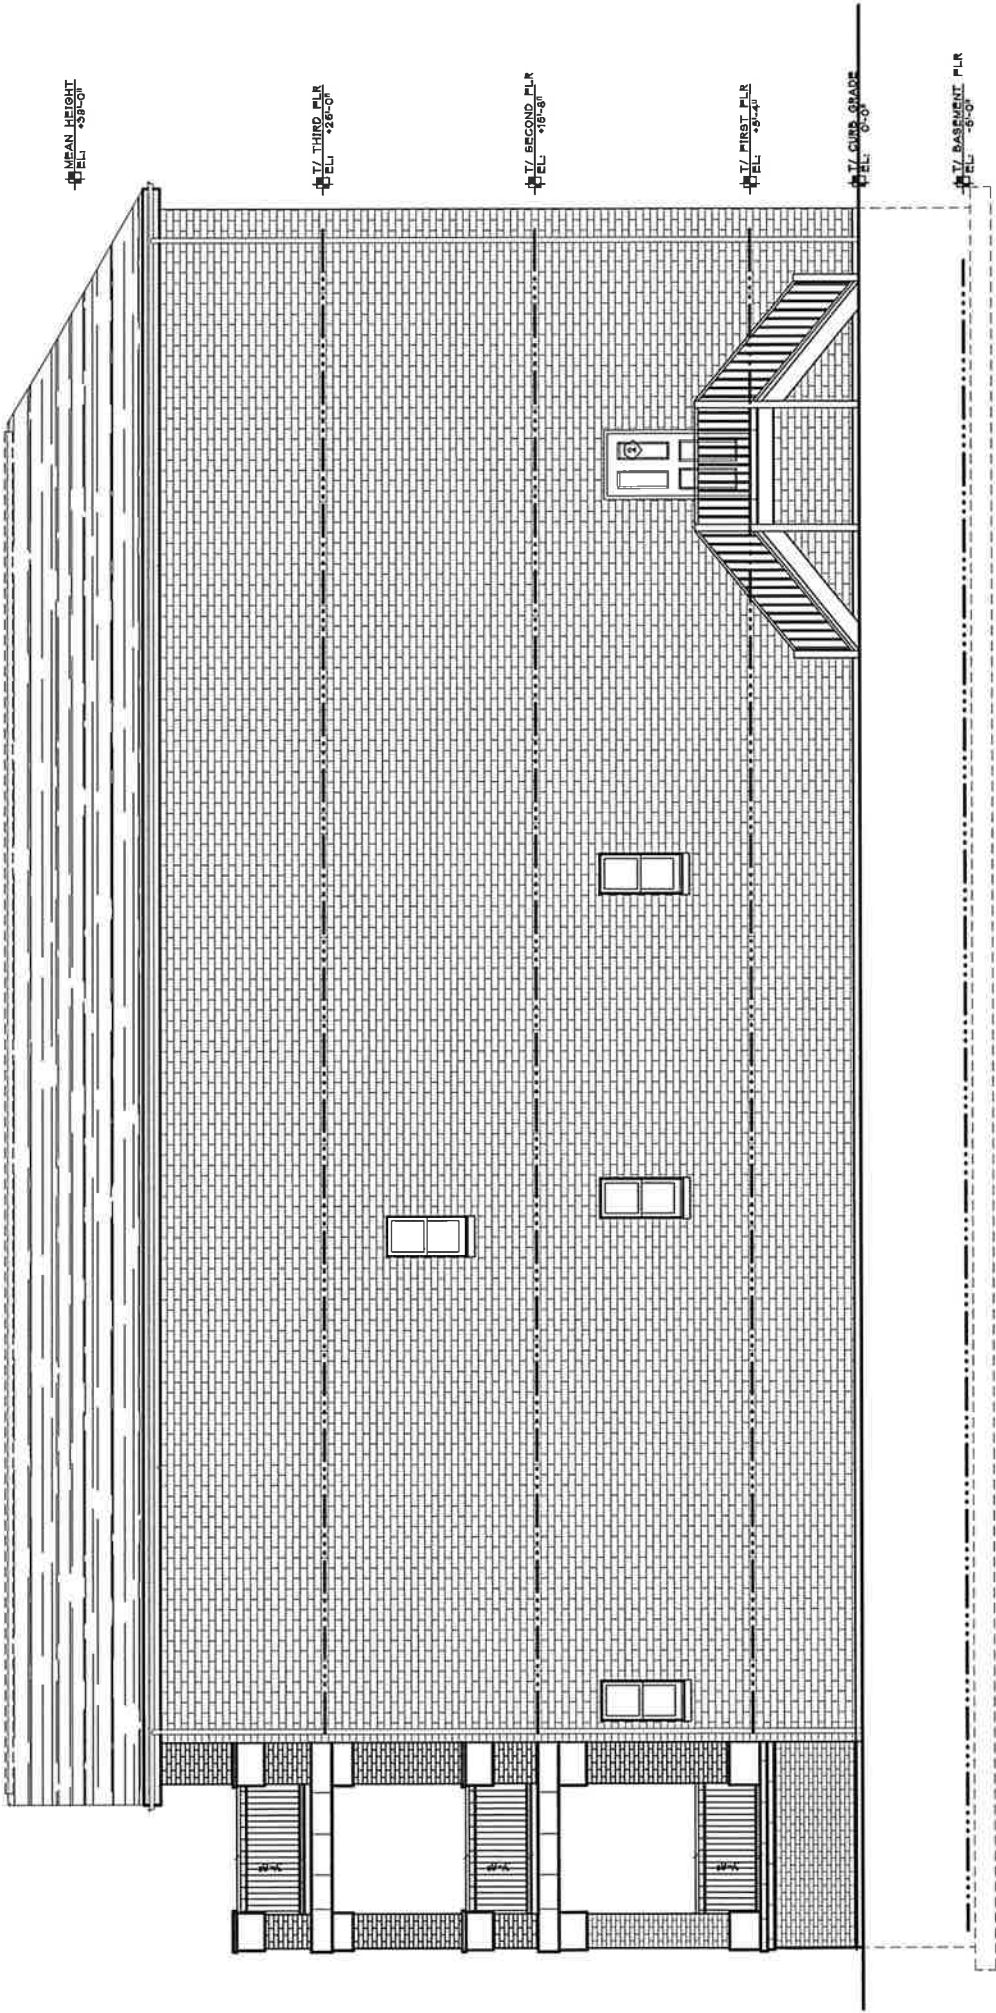 MEAN HEIGHT
EL: +38'-0"
T/ THIRD FLR
EL: +26'-0"
T/ SECOND FLR
EL: +15'-8"
T/ FIRST FLR
EL: +5'-4"
T/ CURB GRADE
EL: 0'-0"
T/ BASEMENT FLR
EL: -5'-0"
2